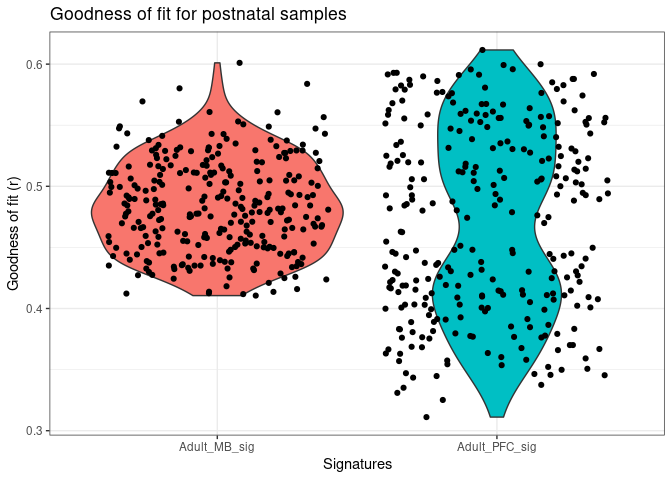 Goodness of fit for postnatal samples
Goodness of fit (r)
0.6
0.5
0.4
0.3
Adult_MB_sig
Adult_PFC_sig
Signatures